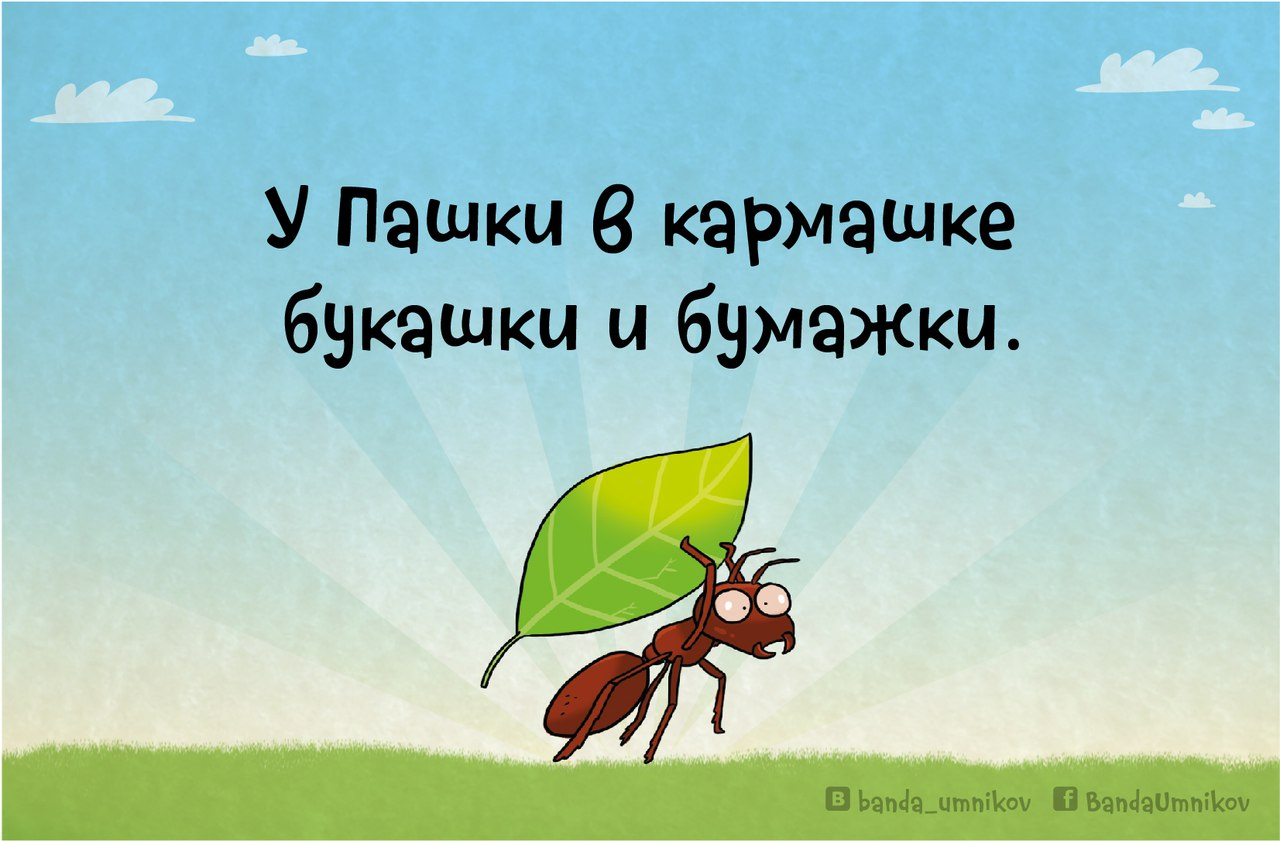 У Пашки в кармашке
букашки и бумажки.
B banda_umnikov f BandaUmnikov